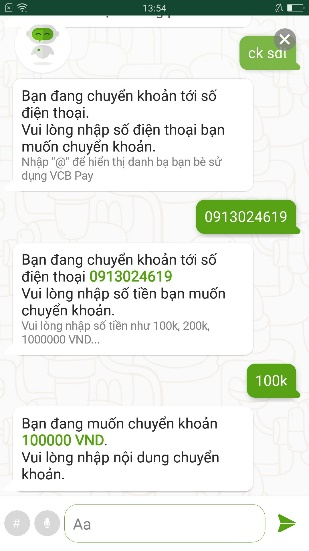 13:54
ck sdt
Bạn đang chuyển khoản tới số
điện thoại.
Vui lòng nhập số điện thoại bạn
muốn chuyển khoản.
Nhập "@" để hiển thị danh bạ bạn bè sử
dụng VCB Pay
0913024619
Bạn đang chuyển khoản tới số
điện thoại 0913024619
Vui lòng nhập số tiền bạn muốn
chuyển khoản.
Vui lòng nhập số tiền như 100k, 200k,
1000000 VND...
100k
Bạn đang muốn chuyển khoản
100000 VND.
Vui lòng nhập nội dung chuyển
khoản.
#
Aa